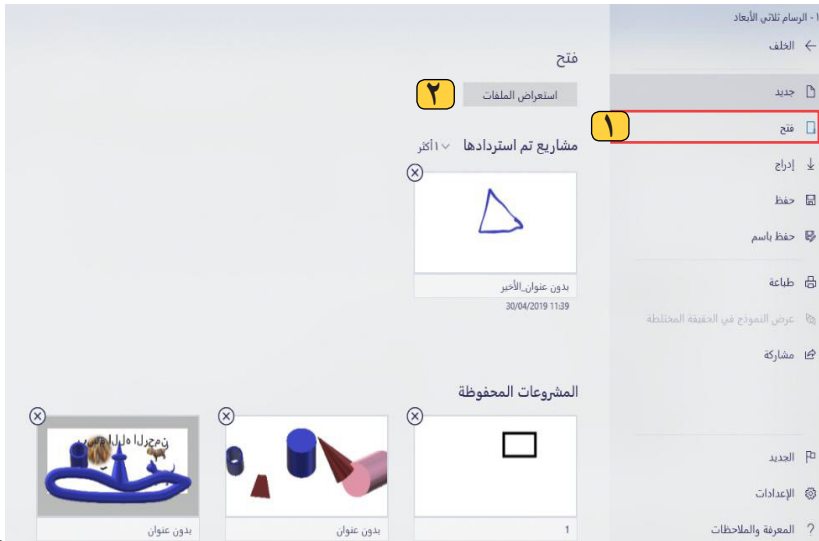 ١ - الرسام ثلاثي الأبعاد
الخلف
جديد
١
فتح
إدراج
حفظ
حفظ باسم
طباعة
عرض النموذج في الحقيقة المختلطة
مشاركة
الجديد
الإعدادات
المعرفة والملاحظات
فتح
استعراض الملفات
٢
مشاريع تم استردادها
١ أكثر
بدون عنوان_الأخير
30/04/2019 11:39
المشروعات المحفوظة
1
بدون عنوان
بدون عنوان